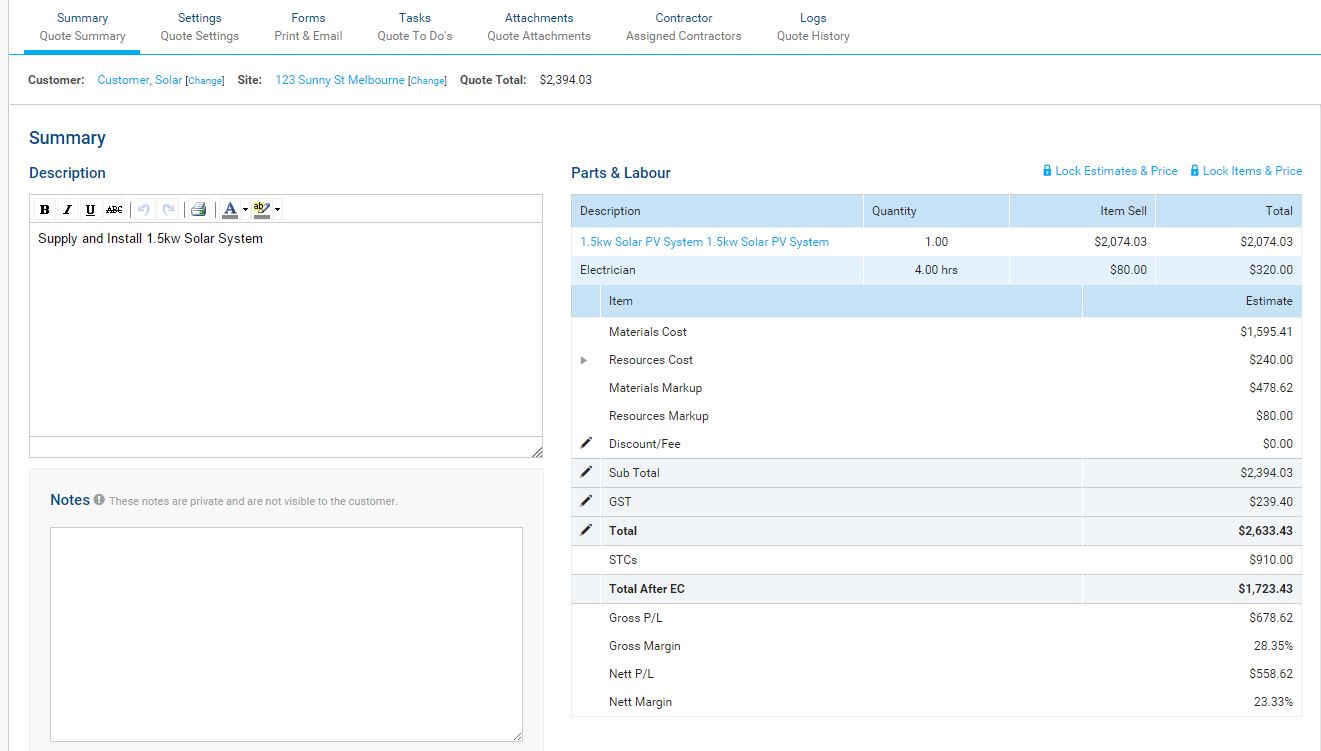 Summary Settings Forms Tasks Attachments Contractor Logs
Quote Summary Quote Settings Print & Email Quote To Do's Quote Attachments Assigned Contractors Quote History
Customer: Customer, Solar [Change] Site: 123 Sunny St Melbourne [Change] Quote Total: $2,394.03
Summary
Description
B I U ABC A ab
Supply and Install 1.5kw Solar System
Notes These notes are private and are not visible to the customer.
Parts & Labour Lock Estimates & Price Lock Items & Price
Description Quantity Item Sell Total
1.5kw Solar PV System 1.5kw Solar PV System 1.00 $2,074.03 $2,074.03
Electrician 4.00 hrs $80.00 $320.00
Item Estimate
Materials Cost $1,595.41
Resources Cost $240.00
Materials Markup $478.62
Resources Markup $80.00
Discount/Fee $0.00
Sub Total $2,394.03
GST $239.40
Total $2,633.43
STCs $910.00
Total After EC $1,723.43
Gross P/L $678.62
Gross Margin 28.35%
Nett P/L $558.62
Nett Margin 23.33%